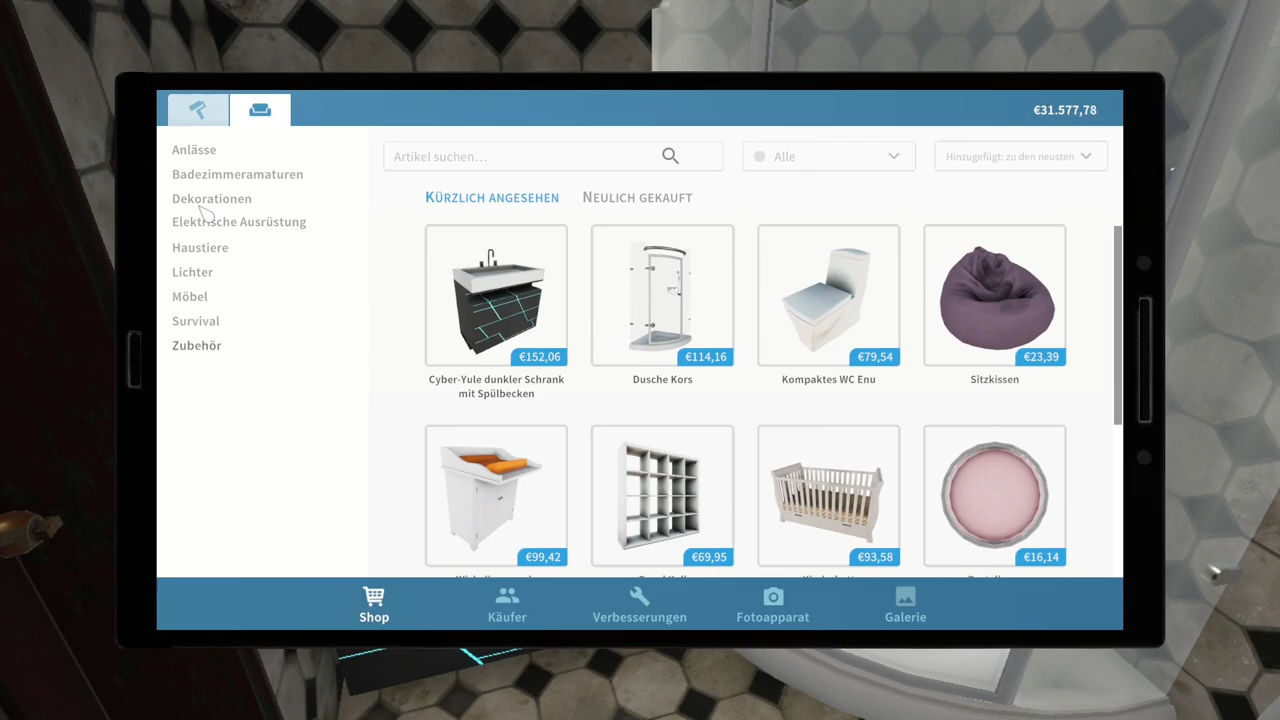 €31.577,78
Anlässe
Badezimmeramaturen
Dekorationen
Elektrische Ausrüstung
Haustiere
Lichter
Möbel
Survival
Zubehör
Artikel suchen...
Alle
Hinzugefügt: zu den neusten
KÜRZLICH ANGESEHEN
NEULICH GEKAUFT
€152,06
Cyber-Yule dunkler Schrank
mit Spülbecken
€114,16
Dusche Kors
€79,54
Kompaktes WC Enu
€23,39
Sitzkissen
€99,42
€69,95
€93,58
€16,14
Shop
Käufer
Verbesserungen
Fotoapparat
Galerie